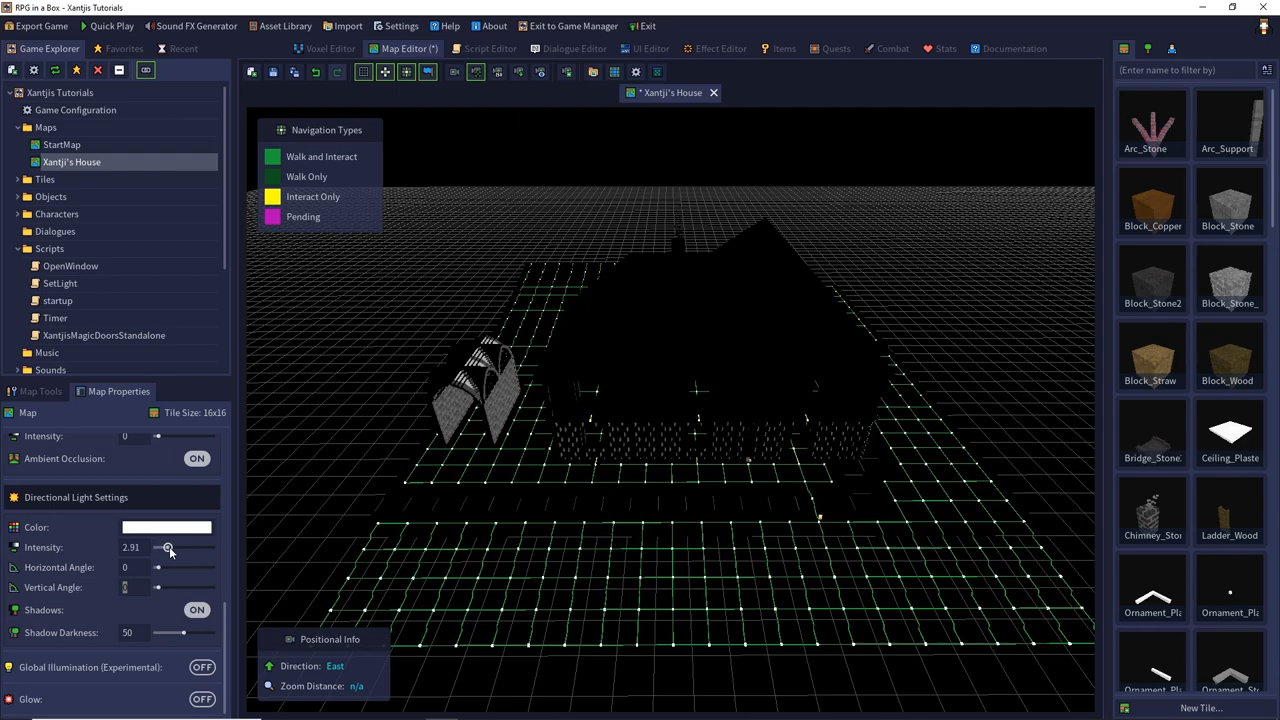 RPG in a Box — Xantjis Tutorials
Export Game
Quick Play
Sound FX Generator
Asset Library
Import
Settings
Help
About
Exit to Game Manager
Exit
Game Explorer
Favorites
Recent
Voxel Editor
Map Editor (*)
Script Editor
Dialogue Editor
UI Editor
Effect Editor
Items
Quests
Combat
Stats
Documentation
(Enter name to filter by)
* Xantji's House
Xantjis Tutorials
Game Configuration
Maps
StartMap
Xantji's House
Tiles
Objects
Characters
Dialogues
Scripts
OpenWindow
SetLight
startup
Timer
XantjisMagicDoorsStandalone
Music
Sounds
Map Tools
Map Properties
Map
Tile Size: 16x16
Intensity: 0
Ambient Occlusion: ON
Directional Light Settings
Color:
Intensity: 2.91
Horizontal Angle: 0
Vertical Angle: 0
Shadows: ON
Shadow Darkness: 50
Global Illumination (Experimental): OFF
Glow: OFF
Navigation Types
Walk and Interact
Walk Only
Interact Only
Pending
Positional Info
Direction: East
Zoom Distance: n/a
Arc_Stone
Arc_Support
Block_Copper
Block_Stone
Block_Stone2
Block_Stone_
Block_Straw
Block_Wood
Bridge_Stone
Ceiling_Plaste
Chimney_Stor
Ladder_Wood
Ornament_Pla
Ornament_Pla
Ornament_Pla
Ornament_St
New Tile...